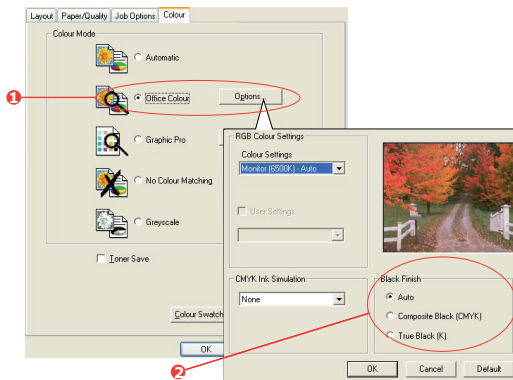 Layout Paper/Quality Job Options Colour
Colour Mode
Automatic
1
Office Colour Options...
Graphic Pro
No Colour Matching
Greyscale
Toner Save
Colour Swatch
OK
RGB Colour Settings
Colour Settings
Monitor (6500K) - Auto
User Settings
CMYK Ink Simulation
None
Black Finish
Auto
Composite Black (CMYK)
True Black (K)
2
OK Cancel Default